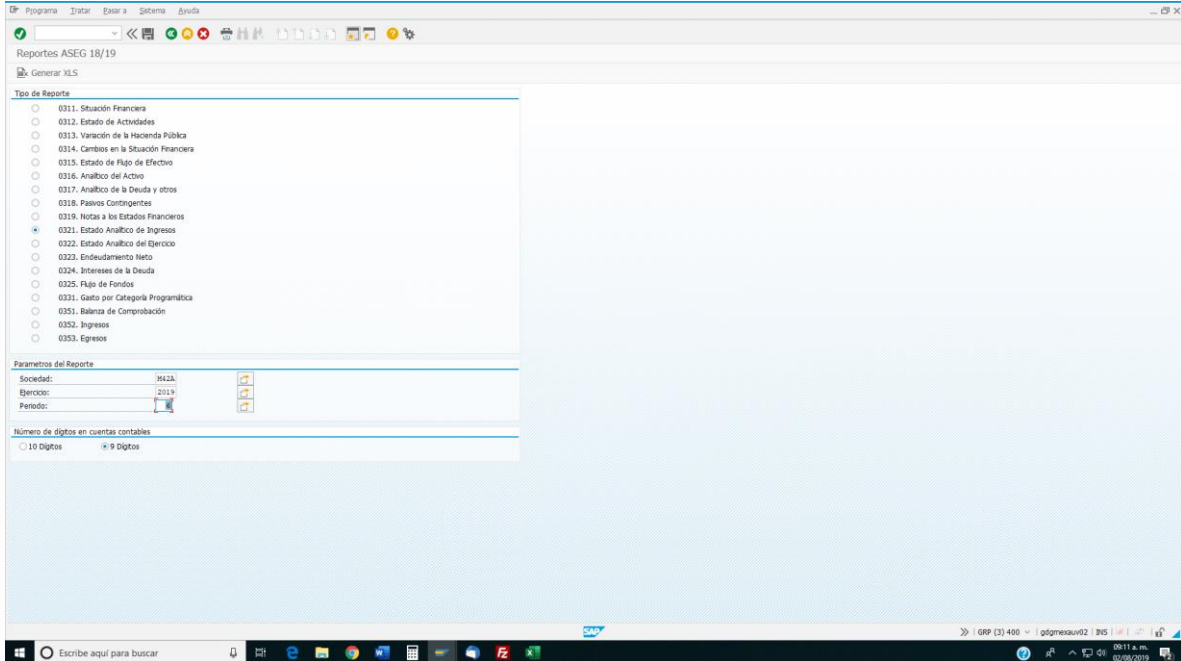 Programa Tratar Pasar a Sistema Ayuda
Reportes ASEG 18/19
Generar XLS
Tipo de Reporte
0311. Situación Financiera
0312. Estado de Actividades
0313. Variación de la Hacienda Pública
0314. Cambios en la Situación Financiera
0315. Estado de Flujo de Efectivo
0316. Analítico del Activo
0317. Analítico de la Deuda y otros
0318. Pasivos Contingentes
0319. Notas a los Estados Financieros
0321. Estado Analítico de Ingresos
0322. Estado Analítico del Ejercicio
0323. Endeudamiento Neto
0324. Intereses de la Deuda
0325. Flujo de Fondos
0331. Gasto por Categoría Programática
0351. Balanza de Comprobación
0352. Ingresos
0353. Egresos
Parametros del Reporte
Sociedad: M42A
Ejercicio: 2019
Periodo: 6
Número de dígitos en cuentas contables
10 Dígitos 9 Dígitos
SAP GRP (3) 400 gdgmexauv02 INS
Escribe aquí para buscar
09:11 a. m.
02/08/2019